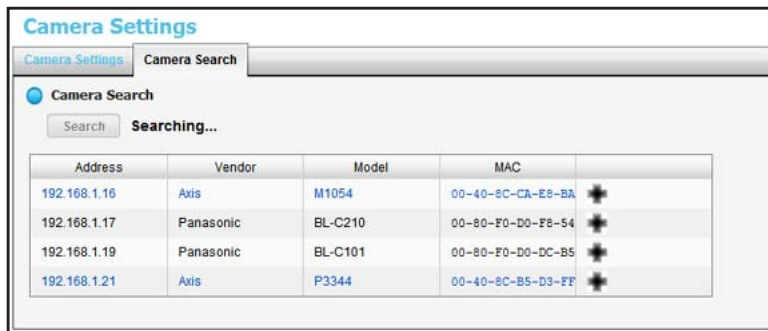 Camera Settings
Camera Settings Camera Search
Camera Search
Search Searching...
Address Vendor Model MAC
192.168.1.16 Axis M1054 00-40-8C-CA-E8-BA
192.168.1.17 Panasonic BL-C210 00-80-F0-D0-F8-54
192.168.1.19 Panasonic BL-C101 00-80-F0-D0-DC-B5
192.168.1.21 Axis P3344 00-40-8C-B5-D3-FF